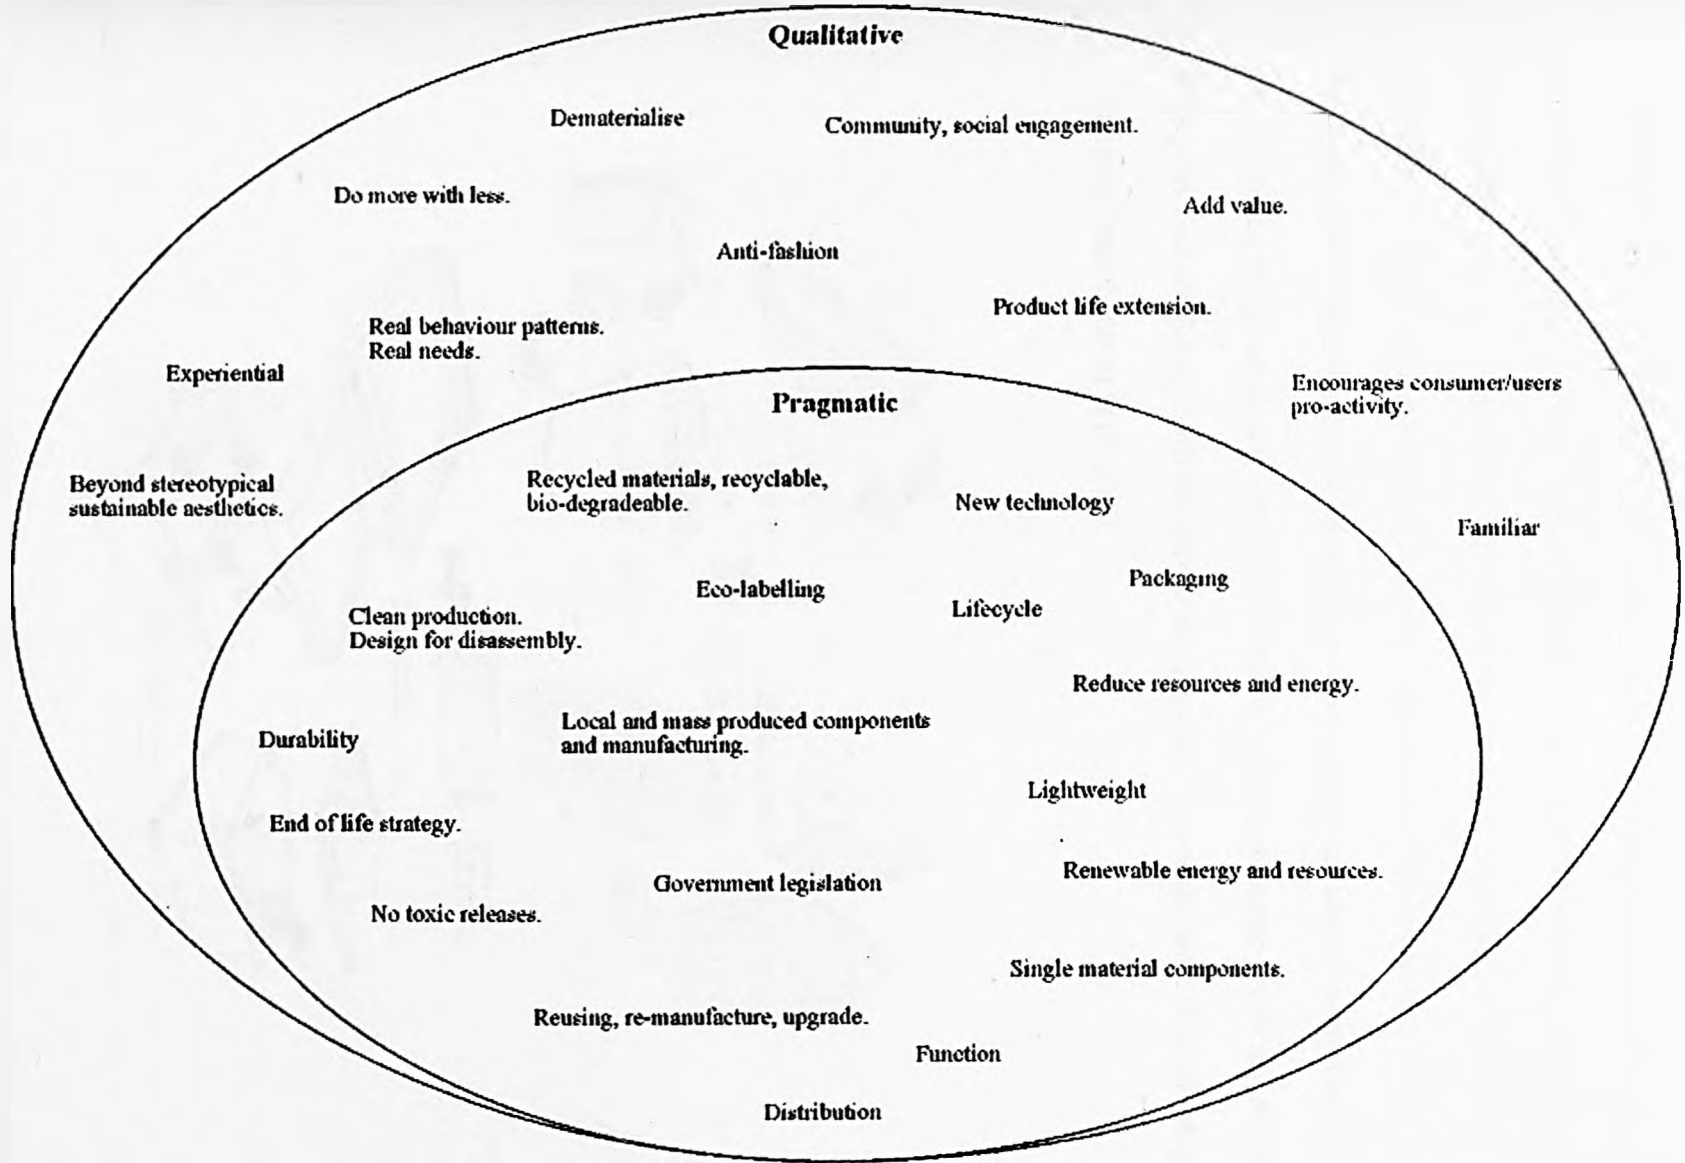 Qualitative
Dematerialise
Community, social engagement.
Do more with less.
Add value.
Anti-fashion
Product life extension.
Real behaviour patterns.
Real needs.
Experiential
Encourages consumer/users
pro-activity.
Pragmatic
Beyond stereotypical
sustainable aesthetics.
Recycled materials, recyclable,
bio-degradeable.
New technology
Familiar
Packaging
Eco-labelling
Lifecycle
Clean production.
Design for disassembly.
Reduce resources and energy.
Local and mass produced components
and manufacturing.
Durability
Lightweight
End of life strategy.
Renewable energy and resources.
Government legislation
No toxic releases.
Single material components.
Reusing, re-manufacture, upgrade.
Function
Distribution